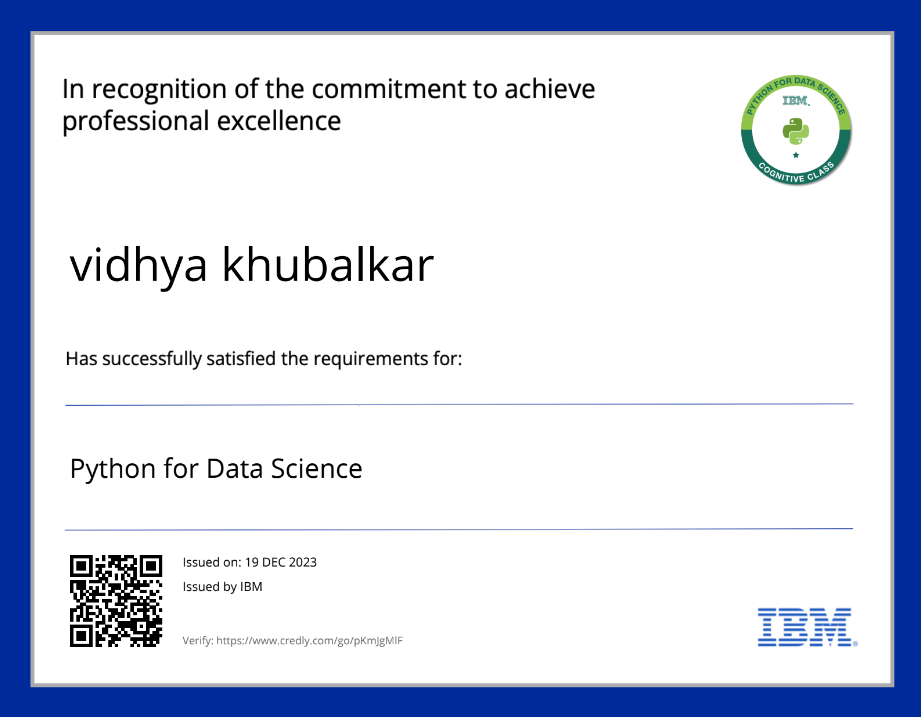 In recognition of the commitment to achieve
professional excellence
PYTHON FOR DATA SCIENCE
IBM.
COGNITIVE CLASS
vidhya khubalkar
Has successfully satisfied the requirements for:
Python for Data Science
Issued on: 19 DEC 2023
Issued by IBM
Verify: https://www.credly.com/go/pKmJgMlF
IBM®